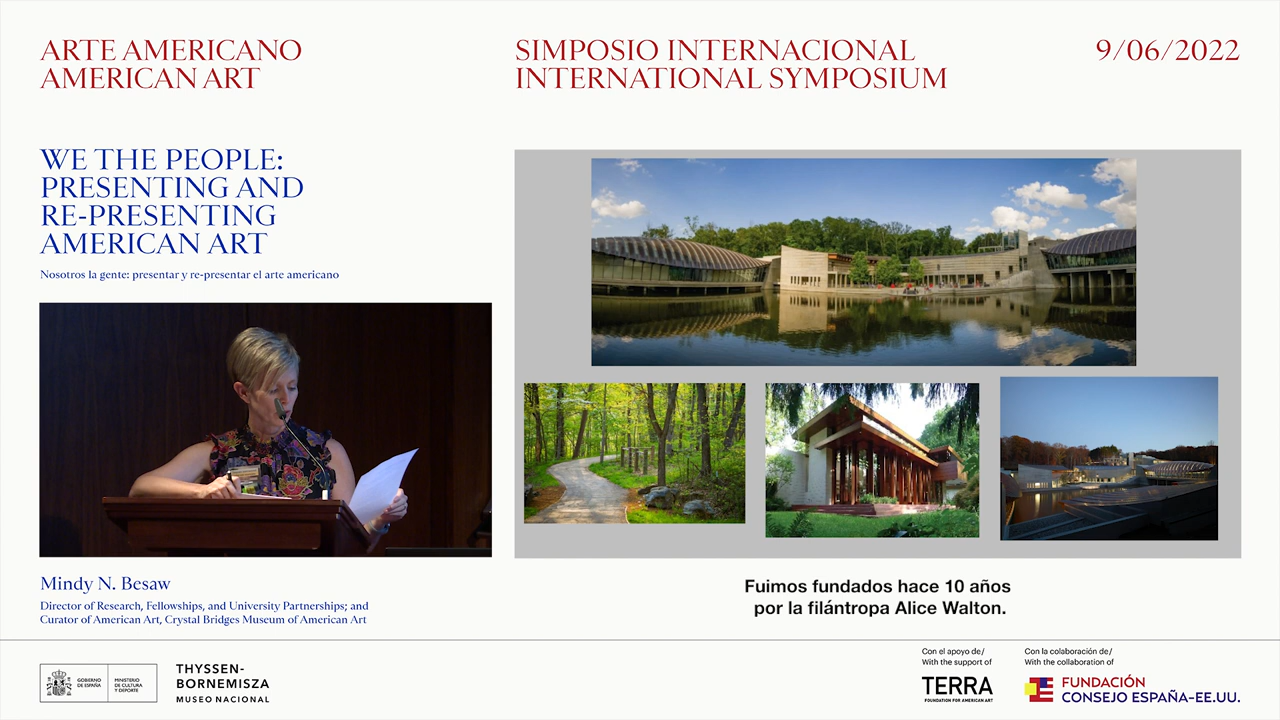 ARTE AMERICANO
AMERICAN ART
SIMPOSIO INTERNACIONAL
INTERNATIONAL SYMPOSIUM
9/06/2022
WE THE PEOPLE:
PRESENTING AND
RE-PRESENTING
AMERICAN ART
Nosotros la gente: presentar y re-presentar el arte americano
Mindy N. Besaw
Director of Research, Fellowships, and University Partnerships; and
Curator of American Art, Crystal Bridges Museum of American Art
Fuimos fundados hace 10 años
por la filántropa Alice Walton.
GOBIERNO
DE ESPAÑA
MINISTERIO
DE CULTURA
Y DEPORTE
THYSSEN-
BORNEMISZA
MUSEO NACIONAL
Con el apoyo de/
With the support of
TERRA
FOUNDATION FOR AMERICAN ART
Con la colaboración de/
With the collaboration of
FUNDACIÓN
CONSEJO ESPAÑA-EE.UU.